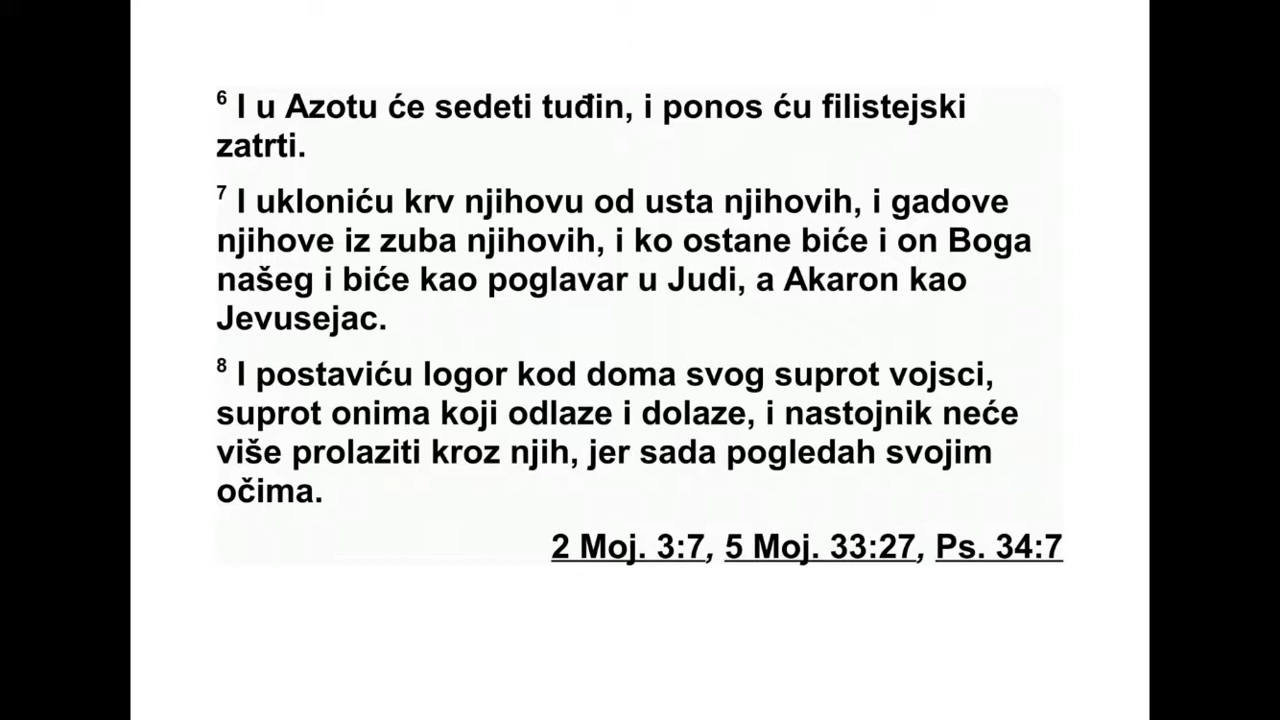 6 I u Azotu će sedeti tuđin, i ponos ću filistejski
zatrti.
7 I ukloniću krv njihovu od usta njihovih, i gadove
njihove iz zuba njihovih, i ko ostane biće i on Boga
našeg i biće kao poglavar u Judi, a Akaron kao
Jevusejac.
8 I postaviću logor kod doma svog suprot vojsci,
suprot onima koji odlaze i dolaze, i nastojnik neće
više prolaziti kroz njih, jer sada pogledah svojim
očima.
2 Moj. 3:7, 5 Moj. 33:27, Ps. 34:7